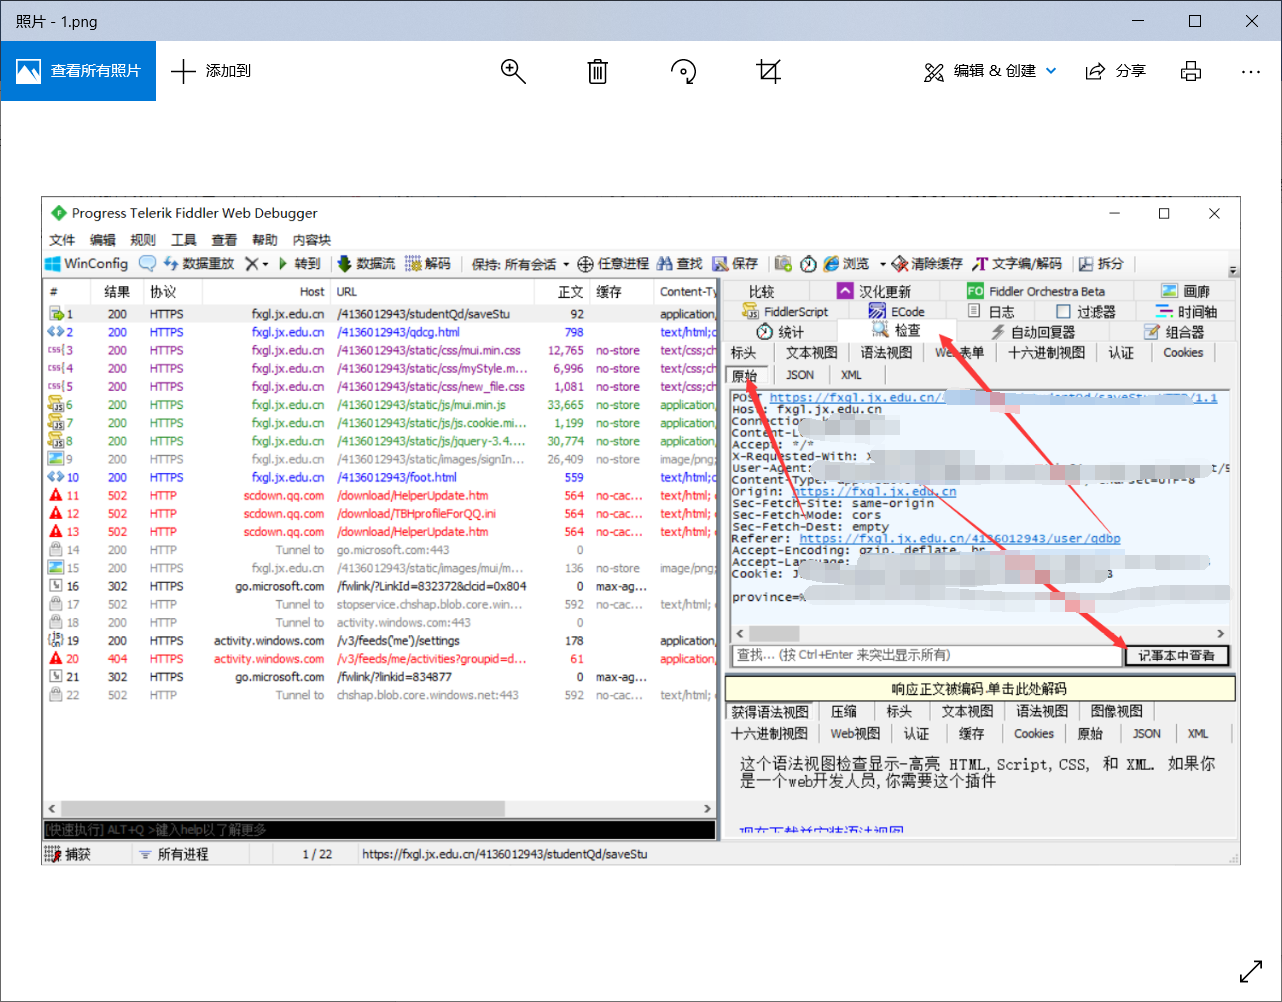 照片 - 1.png
查看所有照片
添加到
编辑 & 创建
分享
Progress Telerik Fiddler Web Debugger
文件 编辑 规则 工具 查看 帮助 内容块
WinConfig 数据重放 转到 数据流 解码 保持: 所有会话 任意进程 查找 保存 浏览 清除缓存 文字编/解码 拆分
# 结果 协议 Host URL 正文 缓存 Content-Ty
1 200 HTTPS fxgl.jx.edu.cn /4136012943/studentQd/saveStu 92 application,
2 200 HTTPS fxgl.jx.edu.cn /4136012943/qdcg.html 798 text/html;c
3 200 HTTPS fxgl.jx.edu.cn /4136012943/static/css/mui.min.css 12,765 no-store text/css;ch
4 200 HTTPS fxgl.jx.edu.cn /4136012943/static/css/myStyle.m... 6,996 no-store text/css;ch
5 200 HTTPS fxgl.jx.edu.cn /4136012943/static/css/new_file.css 1,081 no-store text/css;ch
6 200 HTTPS fxgl.jx.edu.cn /4136012943/static/js/mui.min.js 33,665 no-store application,
7 200 HTTPS fxgl.jx.edu.cn /4136012943/static/js/js.cookie.mi... 1,199 no-store application,
8 200 HTTPS fxgl.jx.edu.cn /4136012943/static/js/jquery-3.4.... 30,774 no-store application,
9 200 HTTPS fxgl.jx.edu.cn /4136012943/static/images/signIn... 26,409 no-store image/png;
10 200 HTTPS fxgl.jx.edu.cn /4136012943/foot.html 559 text/html;c
11 502 HTTP scdown.qq.com /download/HelperUpdate.htm 564 no-cac... text/html; c
12 502 HTTP scdown.qq.com /download/TBHprofileForQQ.ini 564 no-cac... text/html; c
13 502 HTTP scdown.qq.com /download/HelperUpdate.htm 564 no-cac... text/html; c
14 200 HTTP Tunnel to go.microsoft.com:443 0
15 200 HTTPS fxgl.jx.edu.cn /4136012943/static/images/mui/m... 136 no-store image/png;
16 302 HTTPS go.microsoft.com /fwlink/?LinkId=832372&clcid=0x804 0 max-ag...
17 502 HTTP Tunnel to stopservice.chshap.blob.core.win... 592 no-cac... text/html; c
18 200 HTTP Tunnel to activity.windows.com:443 0
19 200 HTTPS activity.windows.com /v3/feeds('me')/settings 178 application,
20 404 HTTPS activity.windows.com /v3/feeds/me/activities?groupid=d... 61 application,
21 302 HTTPS go.microsoft.com /fwlink/?linkid=834877 0 max-ag...
22 502 HTTP Tunnel to chshap.blob.core.windows.net:443 592 no-cac... text/html; c
[快速执行] ALT+Q >键入help以了解更多
捕获 所有进程 1 / 22 https://fxgl.jx.edu.cn/4136012943/studentQd/saveStu
比较 汉化更新 FO Fiddler Orchestra Beta 画廊
FiddlerScript ECode 日志 过滤器 时间轴
统计 检查 自动回复器 组合器
标头 文本视图 语法视图 表单 十六进制视图 认证 Cookies
原始 JSON XML
POST https://fxgl.jx.edu.cn/ /1.1
Host: fxgl.jx.edu.cn
Connection:
Content-L
Accept: */*
X-Requested-With:
User-Agent:
Content-Type:
Origin: https://fxgl.jx.edu.cn
Sec-Fetch-Site: same-origin
Sec-Fetch-Mode: cors
Sec-Fetch-Dest: empty
Referer: https://fxgl.jx.edu.cn/4136012943/user/qdbp
Accept-Encoding: gzip, deflate, br
Accept-Language:
Cookie: J
province=%
查找... (按 Ctrl+Enter 来突出显示所有)
记事本中查看
响应正文被编码.单击此处解码
获得语法视图 压缩 标头 文本视图 语法视图 图像视图
十六进制视图 Web视图 认证 缓存 Cookies 原始 JSON XML
这个语法视图检查显示-高亮 HTML, Script, CSS, 和 XML. 如果你
是一个web开发人员,你需要这个插件
现在下载并安装语法视图